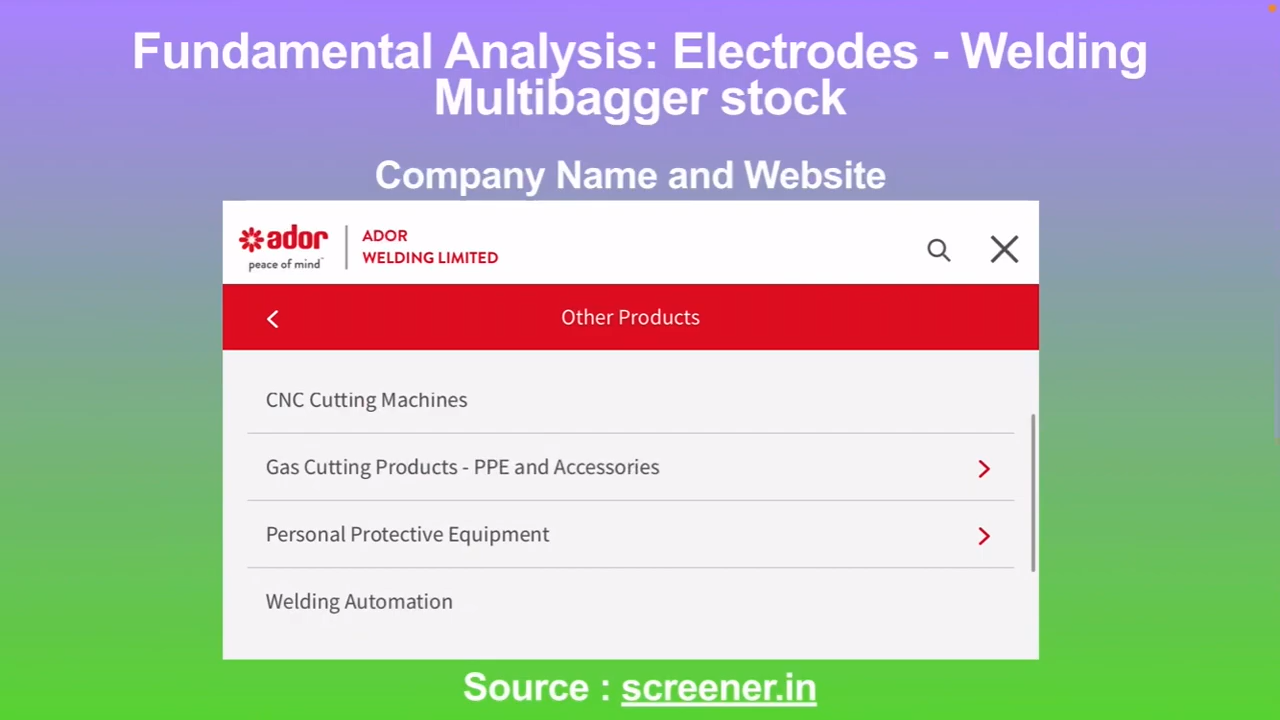 Fundamental Analysis: Electrodes - Welding
Multibagger stock
Company Name and Website
ador
peace of mind
ADOR
WELDING LIMITED
Other Products
CNC Cutting Machines
Gas Cutting Products - PPE and Accessories
Personal Protective Equipment
Welding Automation
Source : screener.in